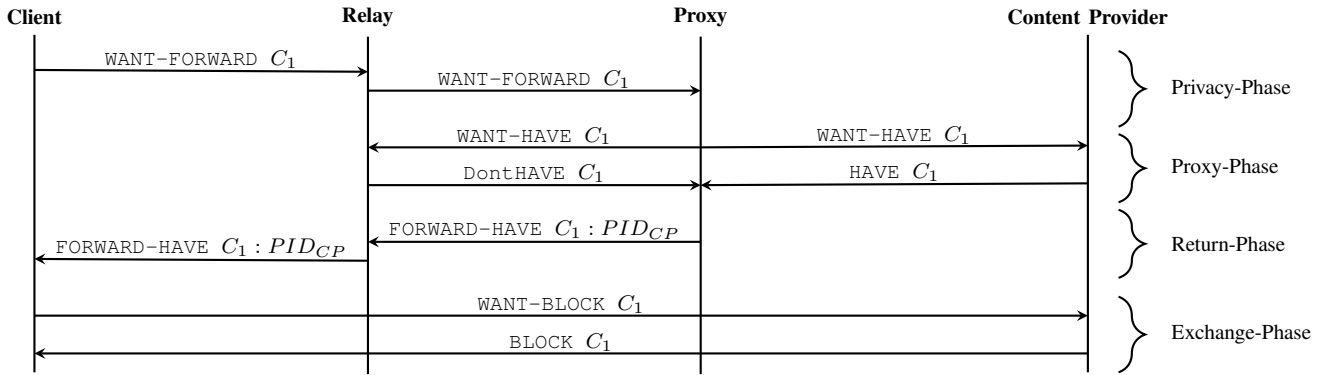 Client Relay Proxy Content Provider
WANT-FORWARD C₁
WANT-FORWARD C₁
Privacy-Phase
WANT-HAVE C₁ WANT-HAVE C₁
DontHAVE C₁ HAVE C₁
Proxy-Phase
FORWARD-HAVE C₁ : PID_CP
FORWARD-HAVE C₁ : PID_CP
Return-Phase
WANT-BLOCK C₁
BLOCK C₁
Exchange-Phase